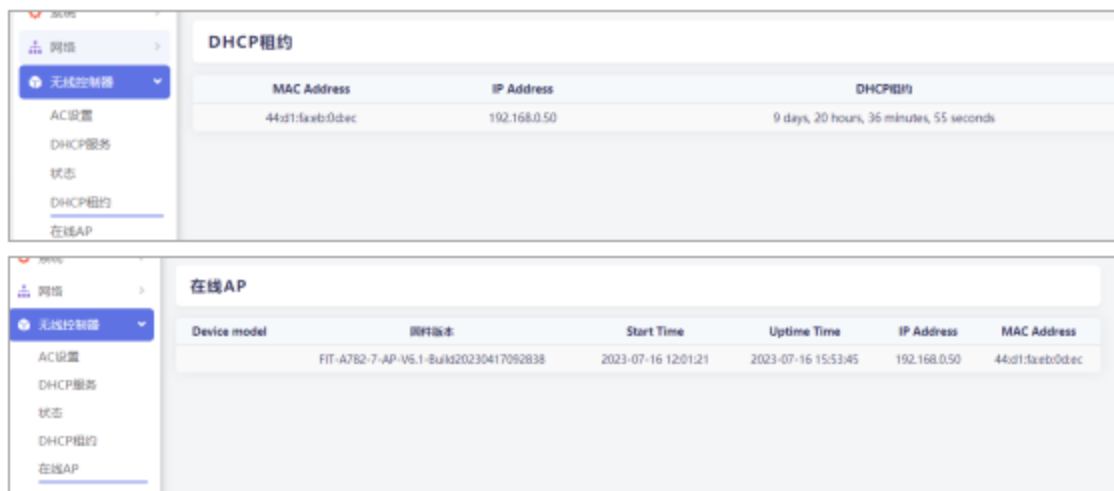 网络
DHCP租约
无线控制器
MAC Address IP Address DHCP租约
AC设置
44:d1:fa:eb:0d:ec 192.168.0.50 9 days, 20 hours, 36 minutes, 55 seconds
DHCP服务
状态
DHCP租约
在线AP
网络
在线AP
无线控制器
Device model 固件版本 Start Time Uptime Time IP Address MAC Address
AC设置
FIT-A7B2-7-AP-V6.1-Build20230417092838 2023-07-16 12:01:21 2023-07-16 15:53:45 192.168.0.50 44:d1:fa:eb:0d:ec
DHCP服务
状态
DHCP租约
在线AP